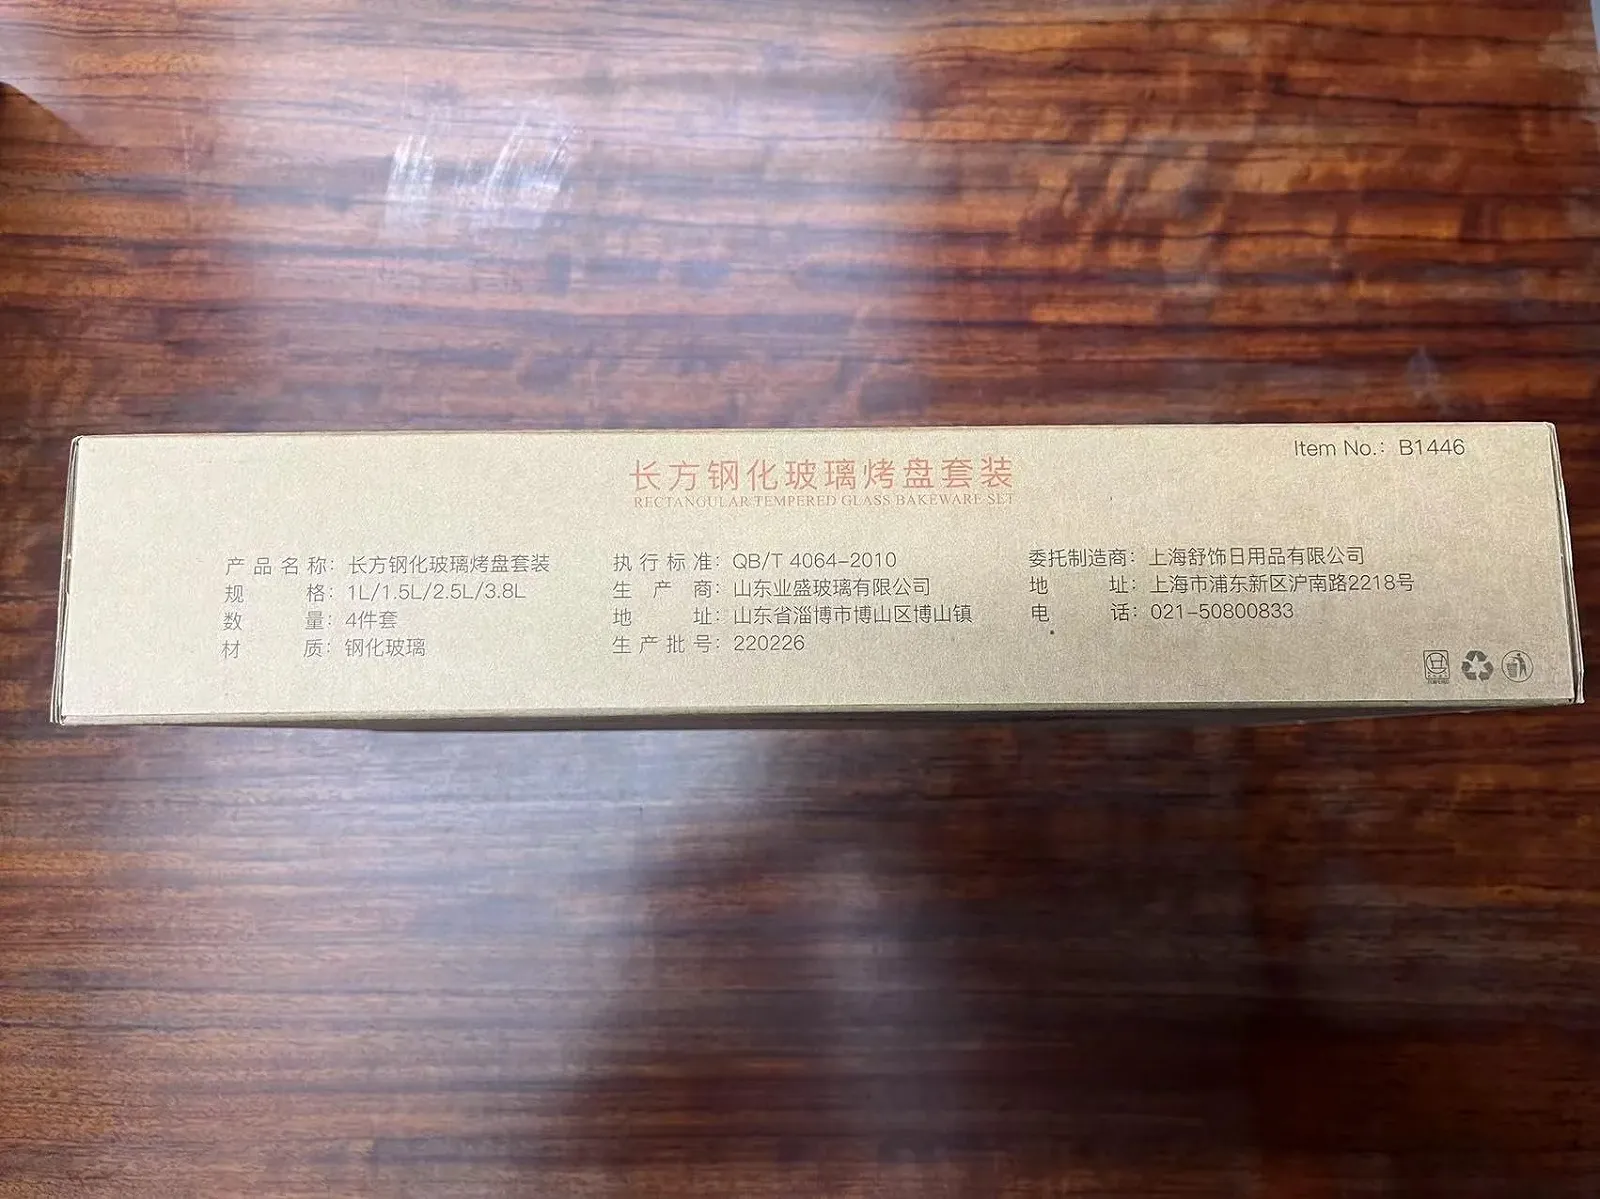 Item No.: B1446
长方钢化玻璃烤盘套装
RECTANGULAR TEMPERED GLASS BAKEWARE SET
产品名称：长方钢化玻璃烤盘套装
规格：1L/1.5L/2.5L/3.8L
数量：4件套
材质：钢化玻璃
执行标准：QB/T 4064-2010
生产商：山东业盛玻璃有限公司
地址：山东省淄博市博山区博山镇
生产批号：220226
委托制造商：上海舒饰日用品有限公司
地址：上海市浦东新区沪南路2218号
电话：021-50800833